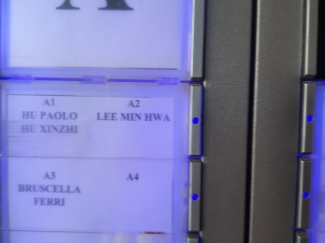 A
A1 A2
HU PAOLO LEE MIN HWA
HU XINZHI
A3 A4
BRUSCELLA
FERRI